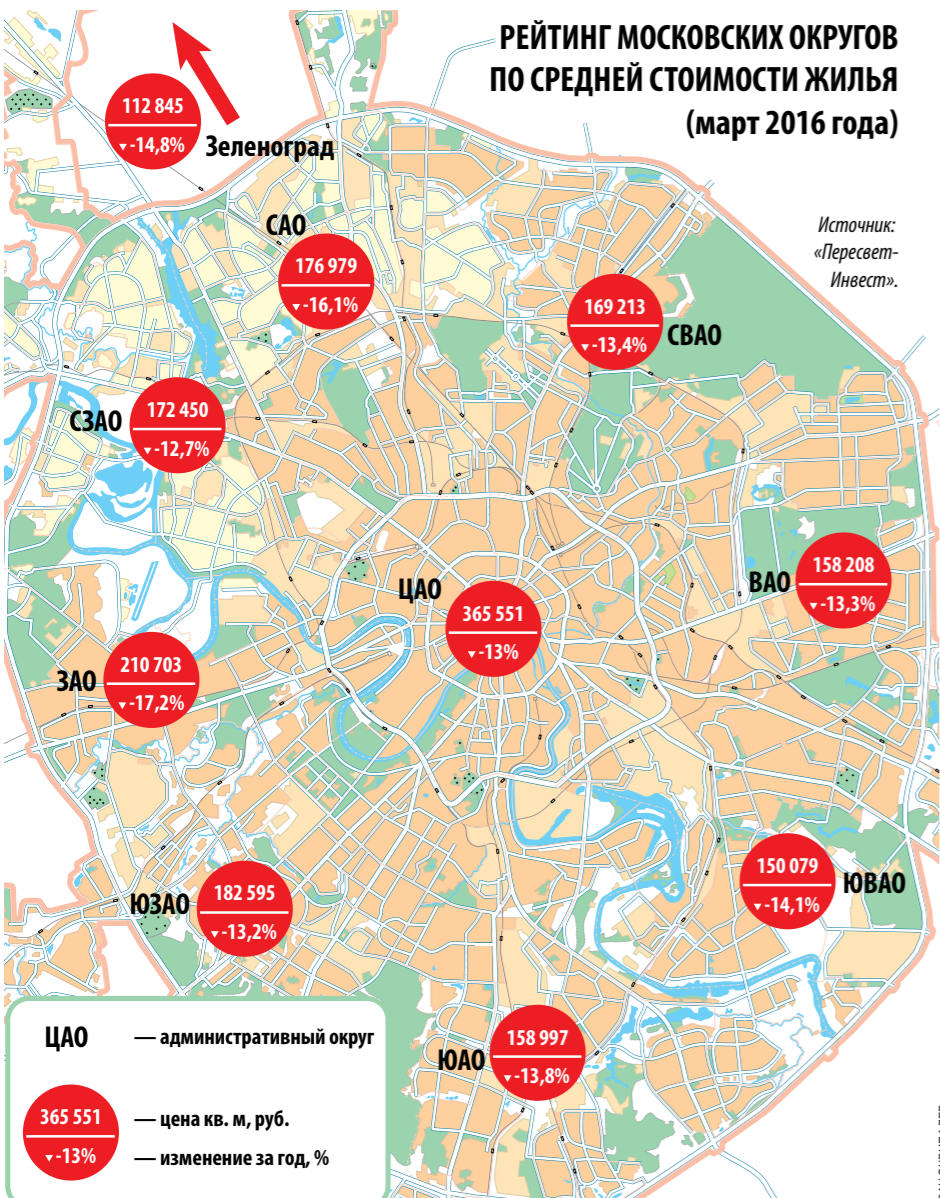 РЕЙТИНГ МОСКОВСКИХ ОКРУГОВ
ПО СРЕДНЕЙ СТОИМОСТИ ЖИЛЬЯ
(март 2016 года)
Источник:
«Пересвет-
Инвест».
112 845
▼-14,8%
Зеленоград
САО
176 979
▼-16,1%
169 213
▼-13,4%
СВАО
СЗАО
172 450
▼-12,7%
ЦАО
365 551
▼-13%
ВАО
158 208
▼-13,3%
ЗАО
210 703
▼-17,2%
ЮЗАО
182 595
▼-13,2%
150 079
▼-14,1%
ЮВАО
ЮАО
158 997
▼-13,8%
ЦАО — административный округ
365 551 — цена кв. м, руб.
▼-13% — изменение за год, %